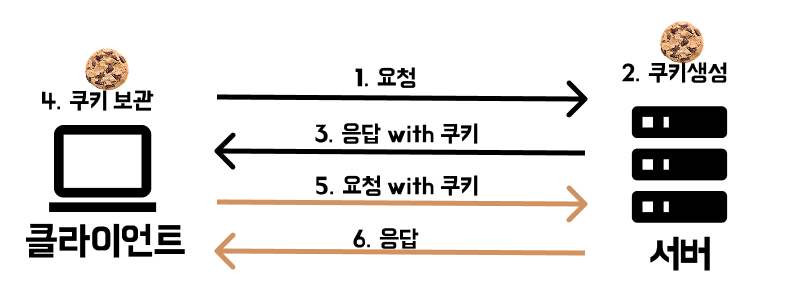 1. 요청
2. 쿠키생성
3. 응답 with 쿠키
4. 쿠키 보관
5. 요청 with 쿠키
6. 응답
클라이언트
서버